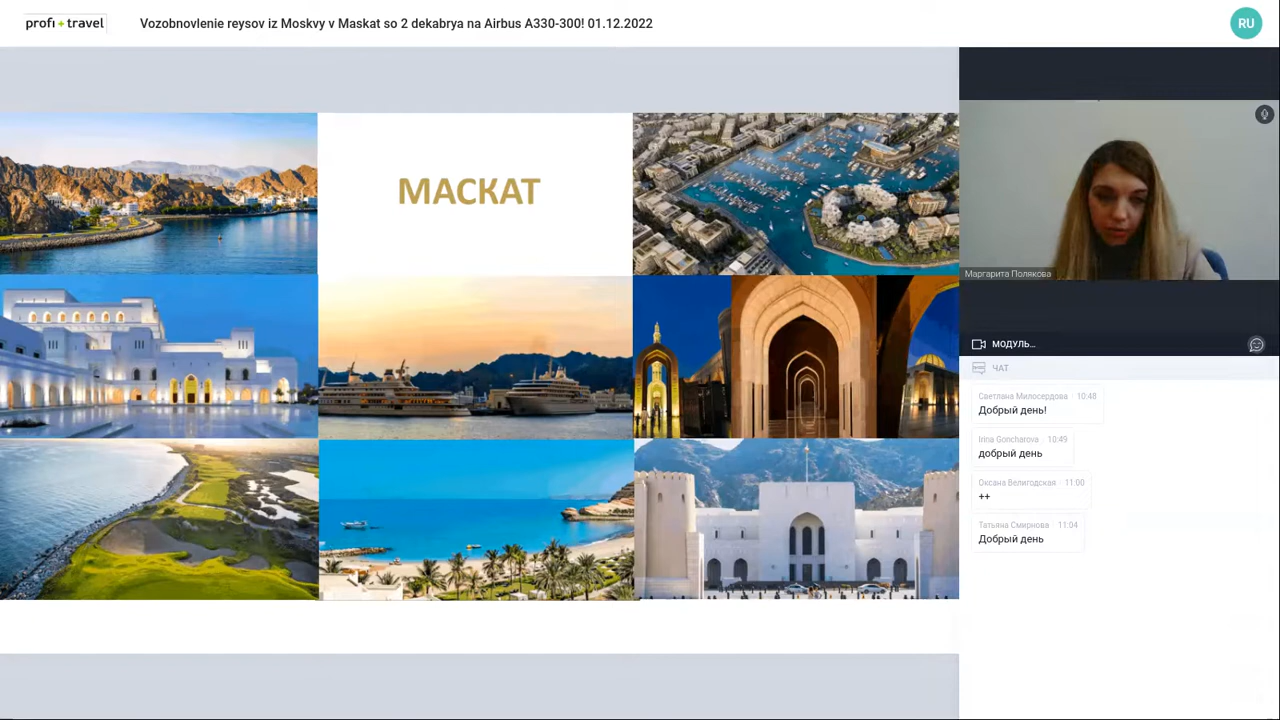 profi + travel
Vozobnovlenie reysov iz Moskvy v Maskat so 2 dekabrya na Airbus A330-300! 01.12.2022
RU
МАСКАТ
Маргарита Полякова
МОДУЛЬ...
ЧАТ
Светлана Милосердова 10:48
Добрый день!
Irina Goncharova 10:49
добрый день
Оксана Велигодская 11:00
++
Татьяна Смирнова 11:04
Добрый день